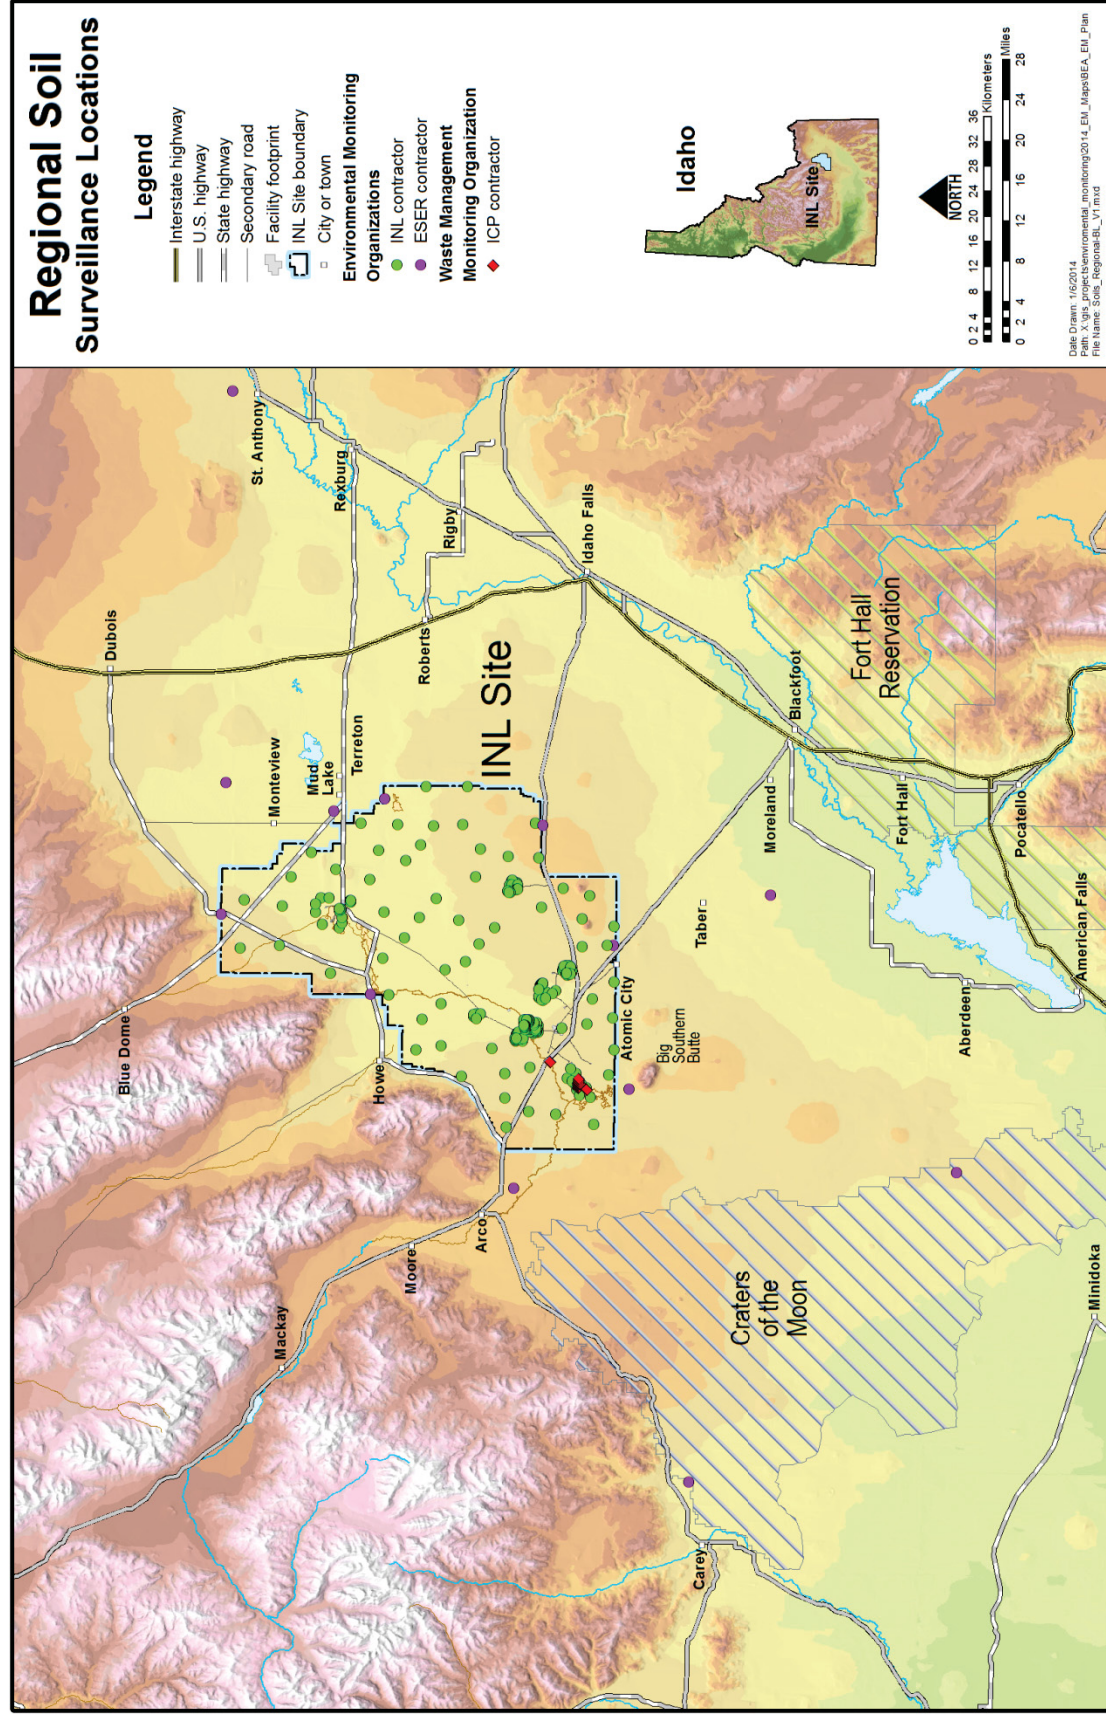 Regional Soil
Surveillance Locations
Legend
Interstate highway
U.S. highway
State highway
Secondary road
Facility footprint
INL Site boundary
City or town
Environmental Monitoring
Organizations
INL contractor
ESER contractor
Waste Management
Monitoring Organization
ICP contractor
Idaho
INL Site
NORTH
0 2 4 8 12 16 20 24 28 32 36
Kilometers
Miles
0 2 4 8 12 16 20 24 28
Date Drawn: 1/6/2014
Path: X:\gis_projects\enviromental_monitoring\2014_EM_Maps\BEA_EM_Plan
File Name: Soils_Regional-BL_V1.mxd
Dubois
St. Anthony
Rexburg
Rigby
Roberts
Idaho Falls
Monteview
Mud
Lake
Terreton
INL Site
Blue Dome
Howe
Mackay
Moore
Arco
Atomic City
Big
Southern
Butte
Taber
Moreland
Blackfoot
Fort Hall
Reservation
Fort Hall
Pocatello
American Falls
Aberdeen
Craters
of the
Moon
Carey
Minidoka